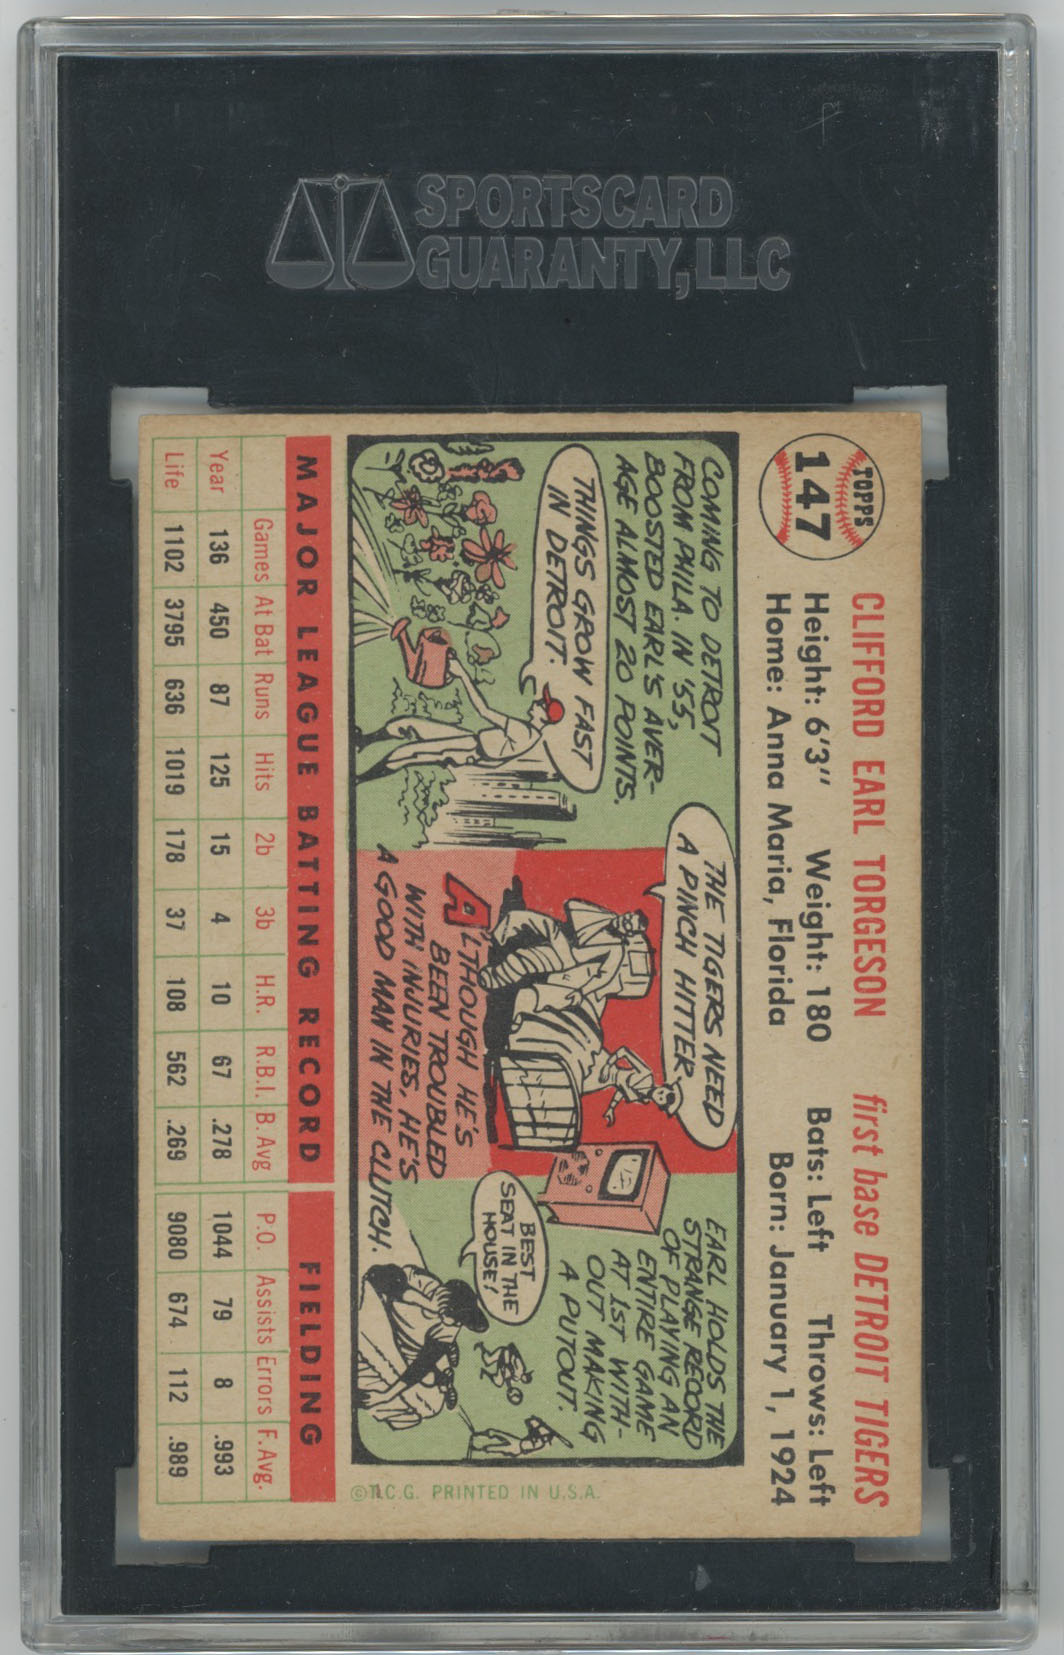 SPORTSCARD
GUARANTY, LLC
TOPPS
147
CLIFFORD EARL TORGESON first base DETROIT TIGERS
Height: 6'3" Weight: 180 Bats: Left Throws: Left
Home: Anna Maria, Florida Born: January 1, 1924
COMING TO DETROIT
FROM PHILA. IN '55,
BOOSTED EARL'S AVER-
AGE ALMOST 20 POINTS.
THINGS GROW FAST
IN DETROIT.
THE TIGERS NEED
A PINCH HITTER
ALTHOUGH HE'S
BEEN TROUBLED
WITH INJURIES, HE'S
A GOOD MAN IN THE CLUTCH.
EARL HOLDS THE
STRANGE RECORD
OF PLAYING AN
ENTIRE GAME
AT 1ST WITH-
OUT MAKING
A PUTOUT.
BEST
SEAT IN THE
HOUSE!
©T.C.G. PRINTED IN U.S.A.
MAJOR LEAGUE BATTING RECORD FIELDING
Games At Bat Runs Hits 2b 3b H.R. R.B.I. B. Avg P.O. Assists Errors F. Avg.
Year 136 450 87 125 15 4 10 67 .278 1044 79 8 .993
Life 1102 3795 636 1019 178 37 108 562 .269 9080 674 112 .989